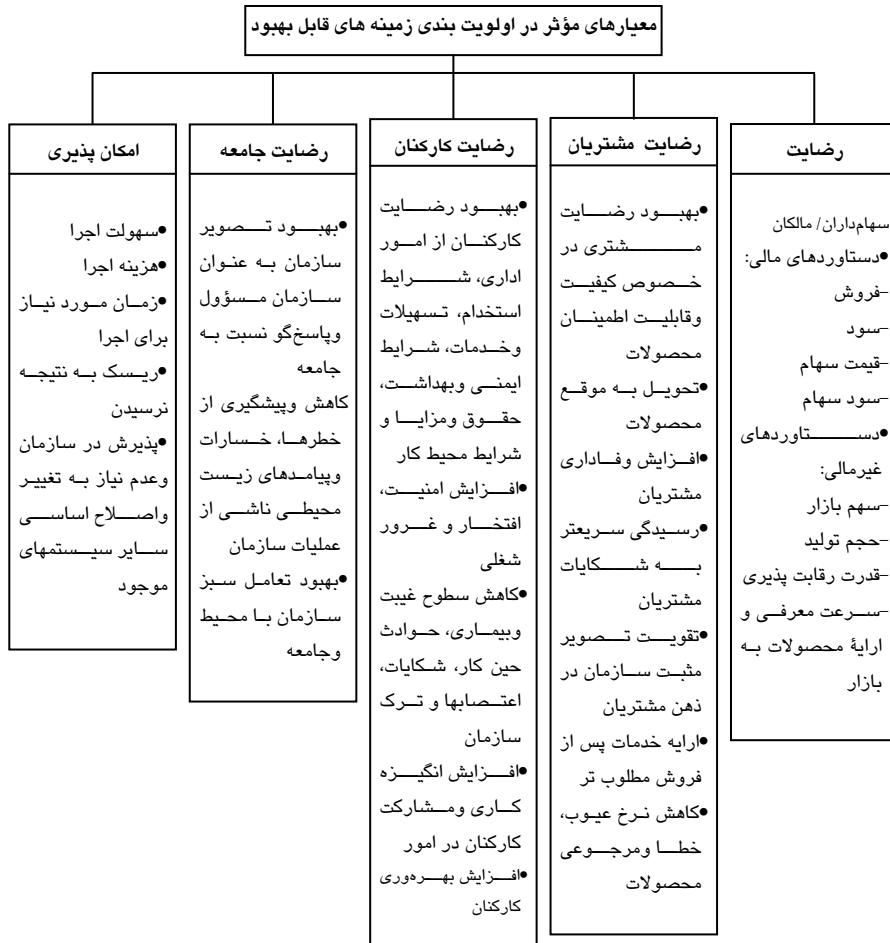 معیارهای مؤثر در اولویت بندی زمینه های قابل بهبود
رضایت
سهام‌داران/ مالکان
•دستاوردهای مالی:
-فروش
-سود
-قیمت سهام
-سود سهام
•دستاوردهای
غیرمالی:
-سهم بازار
-حجم تولید
-قدرت رقابت پذیری
-سرعت معرفی و
ارایهٔ محصولات به
بازار
رضایت مشتریان
•بهبود رضایت
مشتری در
خصوص کیفیت
وقابلیت اطمینان
محصولات
•تحویل به موقع
محصولات
•افزایش وفاداری
مشتریان
•رسیدگی سریعتر
به شکایات
مشتریان
•تقویت تصویر
مثبت سازمان در
ذهن مشتریان
•ارایه خدمات پس از
فروش مطلوب تر
•کاهش نرخ عیوب،
خطا ومرجوعی
محصولات
رضایت کارکنان
•بهبود رضایت
کارکنان از امور
اداری، شرایط
استخدام، تسهیلات
وخدمات، شرایط
ایمنی وبهداشت،
حقوق ومزایا و
شرایط محیط کار
•افزایش امنیت،
افتخار و غرور
شغلی
•کاهش سطوح غیبت
وبیماری، حوادث
حین کار، شکایات،
اعتصابها و ترک
سازمان
•افزایش انگیزه
کاری ومشارکت
کارکنان در امور
•افزایش بهره‌وری
کارکنان
رضایت جامعه
•بهبود تصویر
سازمان به عنوان
سازمان مسؤول
وپاسخ‌گو نسبت به
جامعه
کاهش وپیشگیری از
خطرها، خسارات
وپیامدهای زیست
محیطی ناشی از
عملیات سازمان
•بهبود تعامل سبز
سازمان با محیط
وجامعه
امکان پذیری
•سهولت اجرا
•هزینه اجرا
•زمان مورد نیاز
برای اجرا
•ریسک به نتیجه
نرسیدن
•پذیرش در سازمان
وعدم نیاز به تغییر
واصلاح اساسی
سایر سیستمهای
موجود